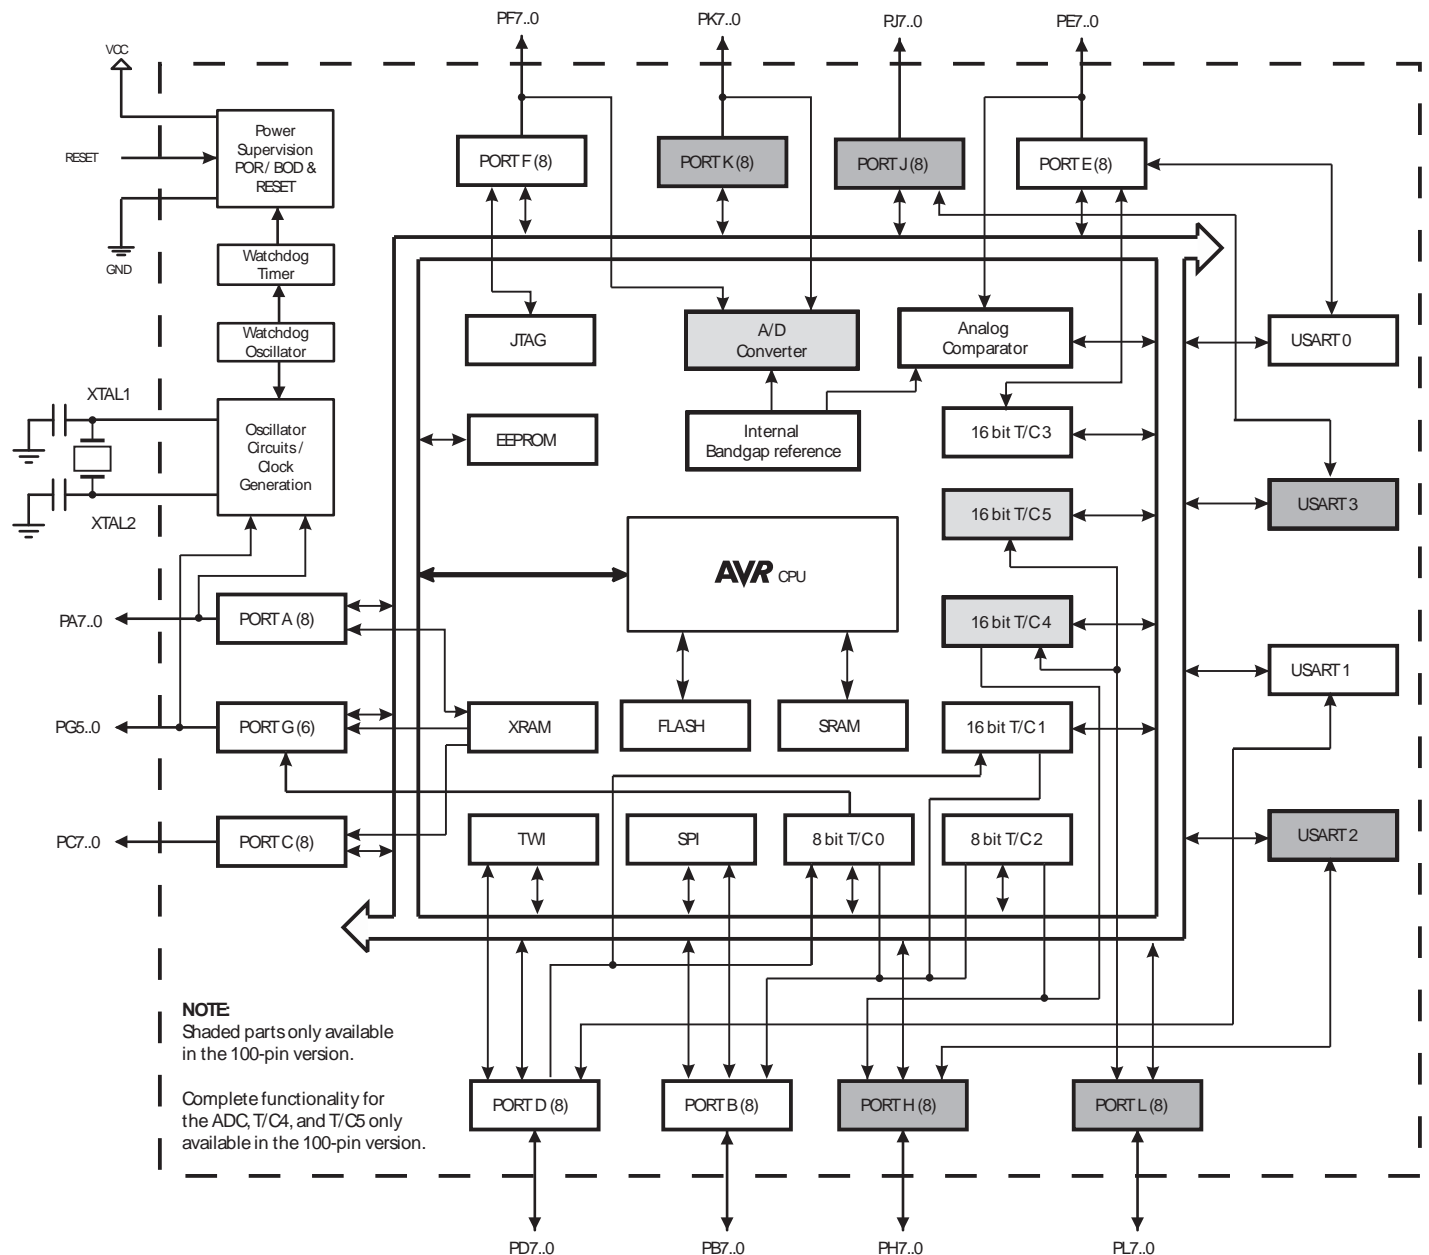 PF7..0
PK7..0
PJ7..0
PE7..0
VCC
RESET
GND
Power
Supervision
POR / BOD &
RESET
PORT F (8)
PORT K (8)
PORT J (8)
PORT E (8)
Watchdog
Timer
Watchdog
Oscillator
JTAG
A/D
Converter
Analog
Comparator
USART 0
XTAL1
Oscillator
Circuits /
Clock
Generation
XTAL2
EEPROM
Internal
Bandgap reference
16 bit T/C 3
USART 3
16 bit T/C 5
AVR CPU
PA7..0
PORT A (8)
16 bit T/C 4
USART 1
PG5..0
PORT G (6)
XRAM
FLASH
SRAM
16 bit T/C 1
PC7..0
PORT C (8)
TWI
SPI
8 bit T/C 0
8 bit T/C 2
USART 2
NOTE:
Shaded parts only available
in the 100-pin version.
Complete functionality for
the ADC, T/C4, and T/C5 only
available in the 100-pin version.
PORT D (8)
PORT B (8)
PORT H (8)
PORT L (8)
PD7..0
PB7..0
PH7..0
PL7..0